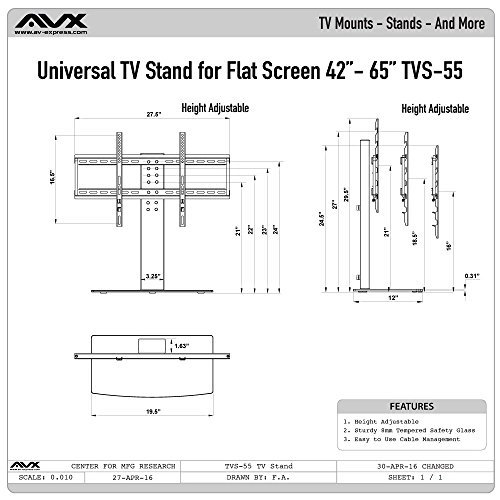 AVX
www.av-express.com
TV Mounts - Stands - And More
Universal TV Stand for Flat Screen 42”- 65” TVS-55
Height Adjustable
27.5"
16.5"
21"
22"
23"
24"
3.25"
Height Adjustable
24.5"
27"
29.5"
21"
18.5"
16"
0.31"
12"
1.63"
19.5"
FEATURES
1. Height Adjustable
2. Sturdy 8mm Tempered Safety Glass
3. Easy to Use Cable Management
AVX
CENTER FOR MFG RESEARCH
TVS-55 TV Stand
30-APR-16 CHANGED
SCALE: 0.010
27-APR-16
DRAWN BY: F.A.
SHEET: 1 / 1